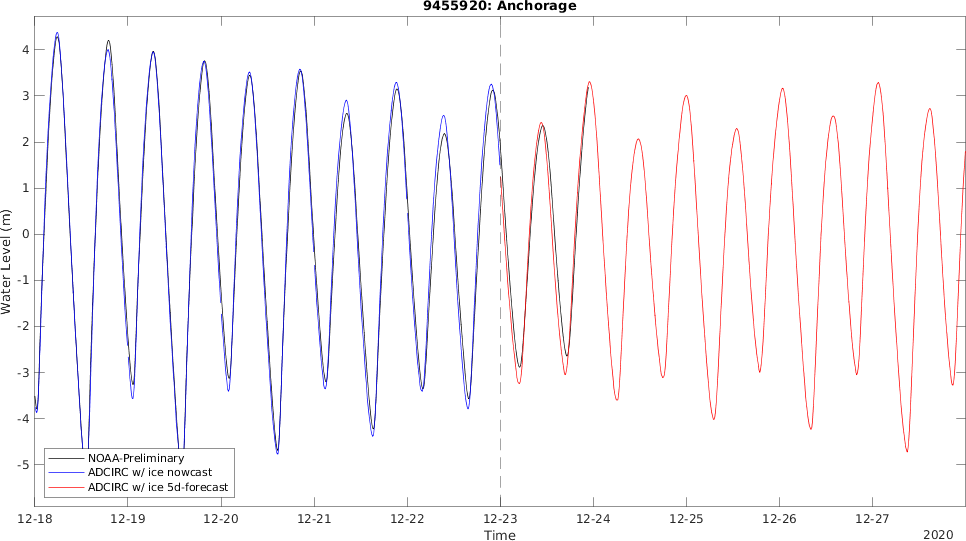 9455920: Anchorage
4
3
2
1
0
-1
-2
-3
-4
-5
Water Level (m)
NOAA-Preliminary
ADCIRC w/ ice nowcast
ADCIRC w/ ice 5d-forecast
12-18 12-19 12-20 12-21 12-22 12-23 12-24 12-25 12-26 12-27
Time
2020